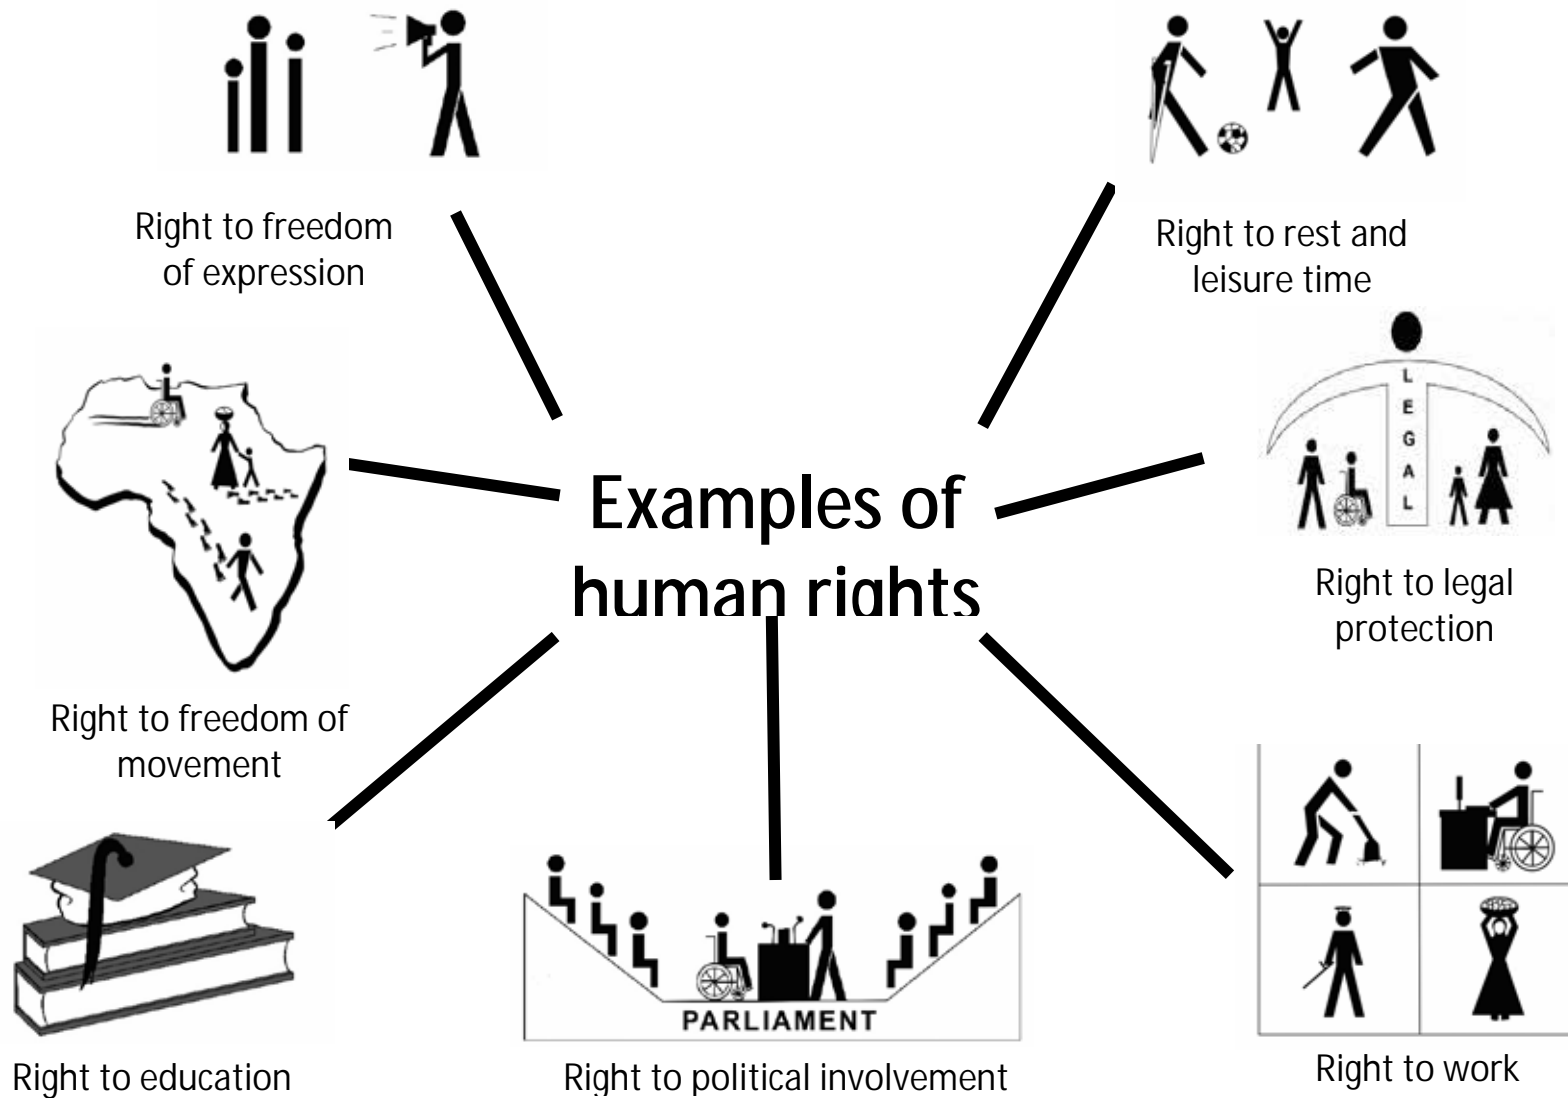 Right to freedom
of expression
Right to rest and
leisure time
LEGAL
Examples of
human rights
Right to legal
protection
Right to freedom of
movement
PARLIAMENT
Right to education
Right to political involvement
Right to work